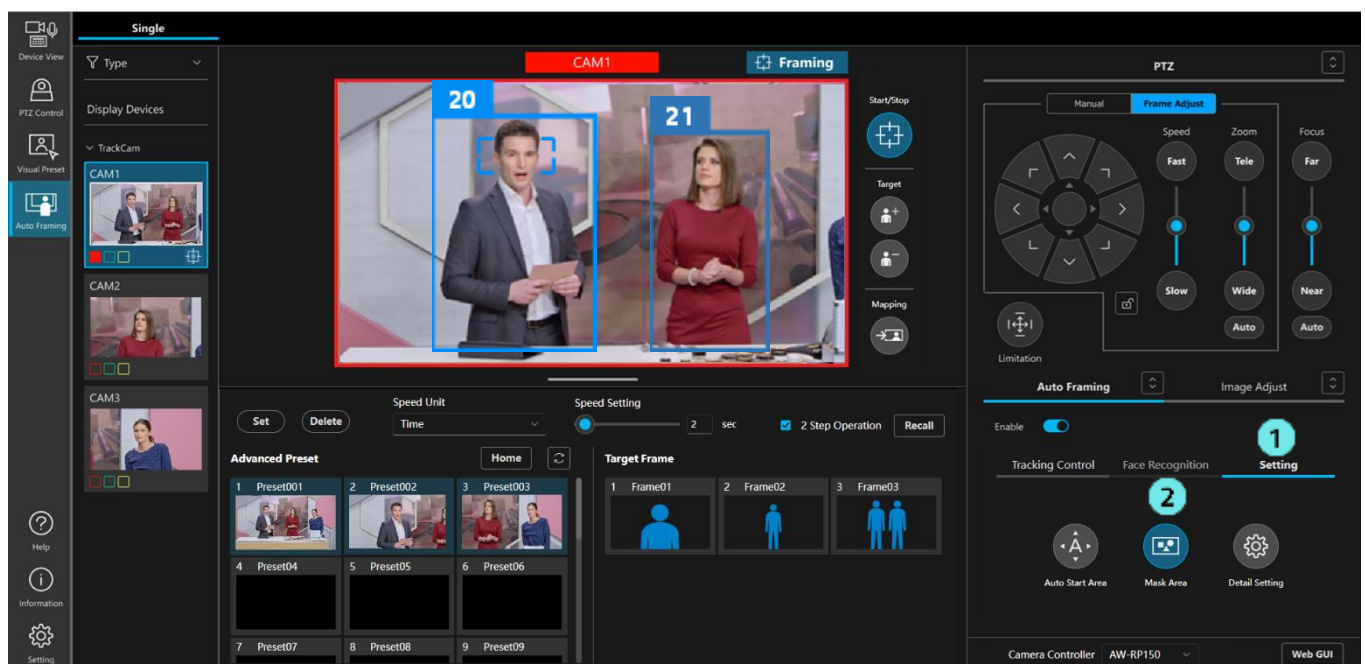 Single
Device View
PTZ Control
Visual Preset
Auto Framing
Help
Information
Setting
Type
Display Devices
TrackCam
CAM1
CAM2
CAM3
CAM1
Framing
20
21
Start/Stop
Target
Mapping
Set
Delete
Speed Unit
Time
Speed Setting
2 sec
2 Step Operation
Recall
Advanced Preset
Home
Target Frame
1 Preset001
2 Preset002
3 Preset003
4 Preset04
5 Preset05
6 Preset06
7 Preset07
8 Preset08
9 Preset09
1 Frame01
2 Frame02
3 Frame03
PTZ
Manual
Frame Adjust
Speed
Zoom
Focus
Fast
Tele
Far
Slow
Wide
Near
Auto
Auto
Limitation
Auto Framing
Image Adjust
Enable
1
Tracking Control
Face Recognition
Setting
2
A
Auto Start Area
Mask Area
Detail Setting
Camera Controller
AW-RP150
Web GUI